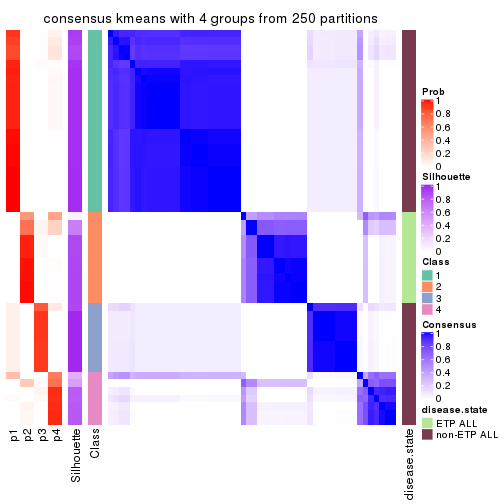 consensus kmeans with 4 groups from 250 partitions
Prob
1
0.8
0.6
0.4
0.2
0
Silhouette
1
0.8
0.6
0.4
0.2
0
Class
1
2
3
4
Consensus
1
0.8
0.6
0.4
0.2
0
disease.state
ETP ALL
non-ETP ALL
p1
p2
p3
p4
Silhouette
Class
disease.state